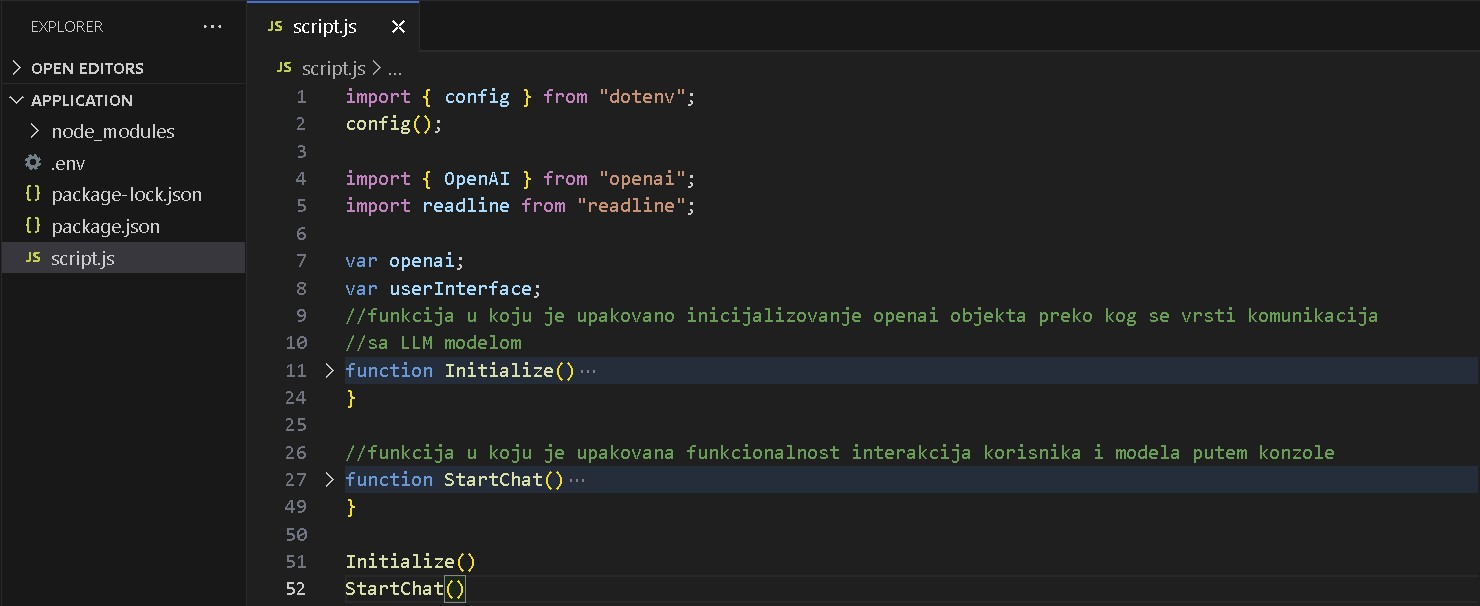 EXPLORER ···
OPEN EDITORS
APPLICATION
node_modules
.env
{} package-lock.json
{} package.json
JS script.js
JS script.js
JS script.js > ...
1 import { config } from "dotenv";
2 config();
3
4 import { OpenAI } from "openai";
5 import readline from "readline";
6
7 var openai;
8 var userInterface;
9 //funkcija u koju je upakovano inicijalizovanje openai objekta preko kog se vrsti komunikacija
10 //sa LLM modelom
11 function Initialize()···
24 }
25
26 //funkcija u koju je upakovana funkcionalnost interakcija korisnika i modela putem konzole
27 function StartChat()···
49 }
50
51 Initialize()
52 StartChat()